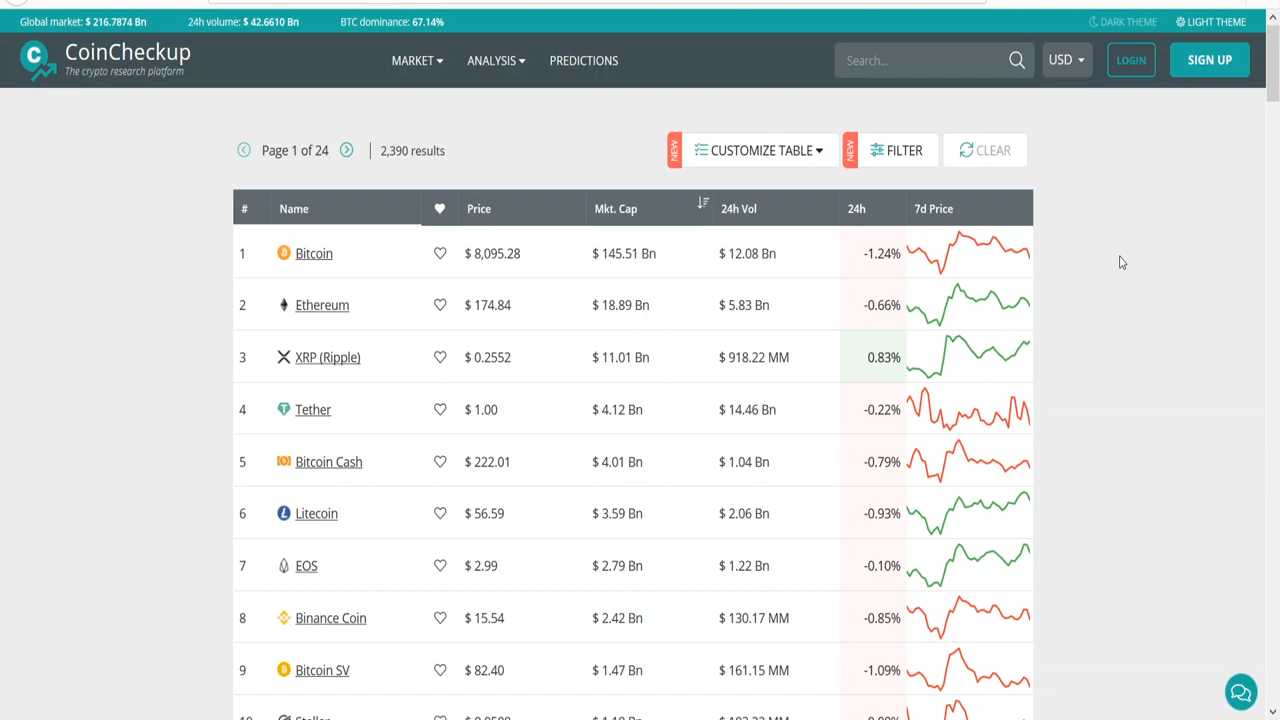 Global market: $ 216.7874 Bn 24h volume: $ 42.6610 Bn BTC dominance: 67.14% DARK THEME LIGHT THEME
CoinCheckup
The crypto research platform
MARKET ANALYSIS PREDICTIONS Search... USD LOGIN SIGN UP
Page 1 of 24 | 2,390 results NEW CUSTOMIZE TABLE NEW FILTER CLEAR
# Name Price Mkt. Cap 24h Vol 24h 7d Price
1 Bitcoin $ 8,095.28 $ 145.51 Bn $ 12.08 Bn -1.24%
2 Ethereum $ 174.84 $ 18.89 Bn $ 5.83 Bn -0.66%
3 XRP (Ripple) $ 0.2552 $ 11.01 Bn $ 918.22 MM 0.83%
4 Tether $ 1.00 $ 4.12 Bn $ 14.46 Bn -0.22%
5 Bitcoin Cash $ 222.01 $ 4.01 Bn $ 1.04 Bn -0.79%
6 Litecoin $ 56.59 $ 3.59 Bn $ 2.06 Bn -0.93%
7 EOS $ 2.99 $ 2.79 Bn $ 1.22 Bn -0.10%
8 Binance Coin $ 15.54 $ 2.42 Bn $ 130.17 MM -0.85%
9 Bitcoin SV $ 82.40 $ 1.47 Bn $ 161.15 MM -1.09%